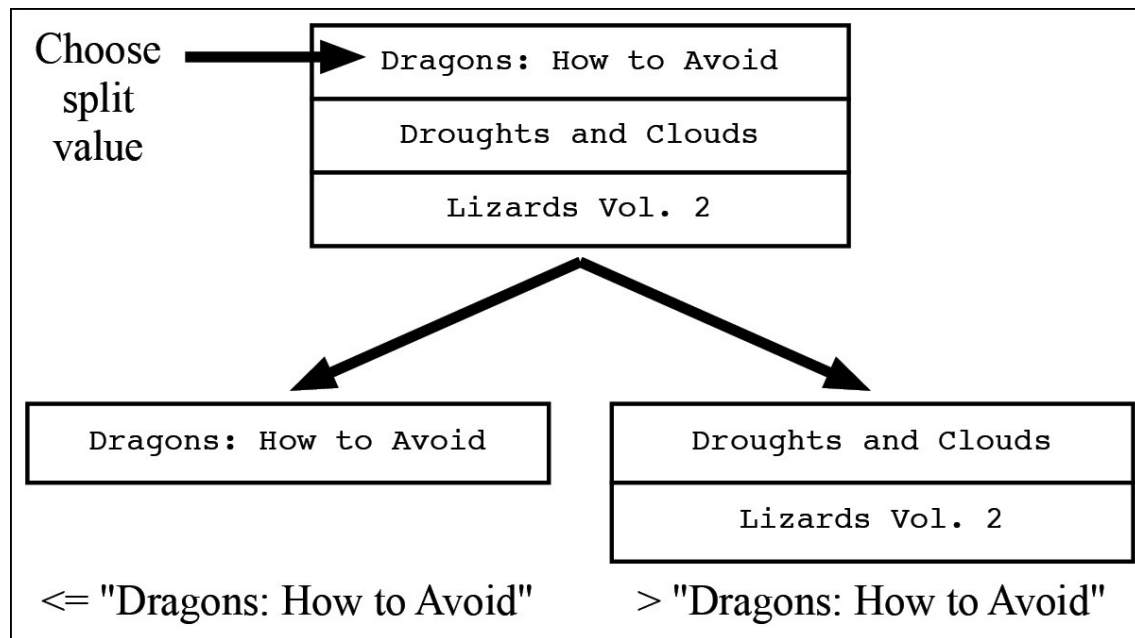 Choose
split
value
Dragons: How to Avoid
Droughts and Clouds
Lizards Vol. 2
Dragons: How to Avoid
Droughts and Clouds
Lizards Vol. 2
<= "Dragons: How to Avoid"
> "Dragons: How to Avoid"